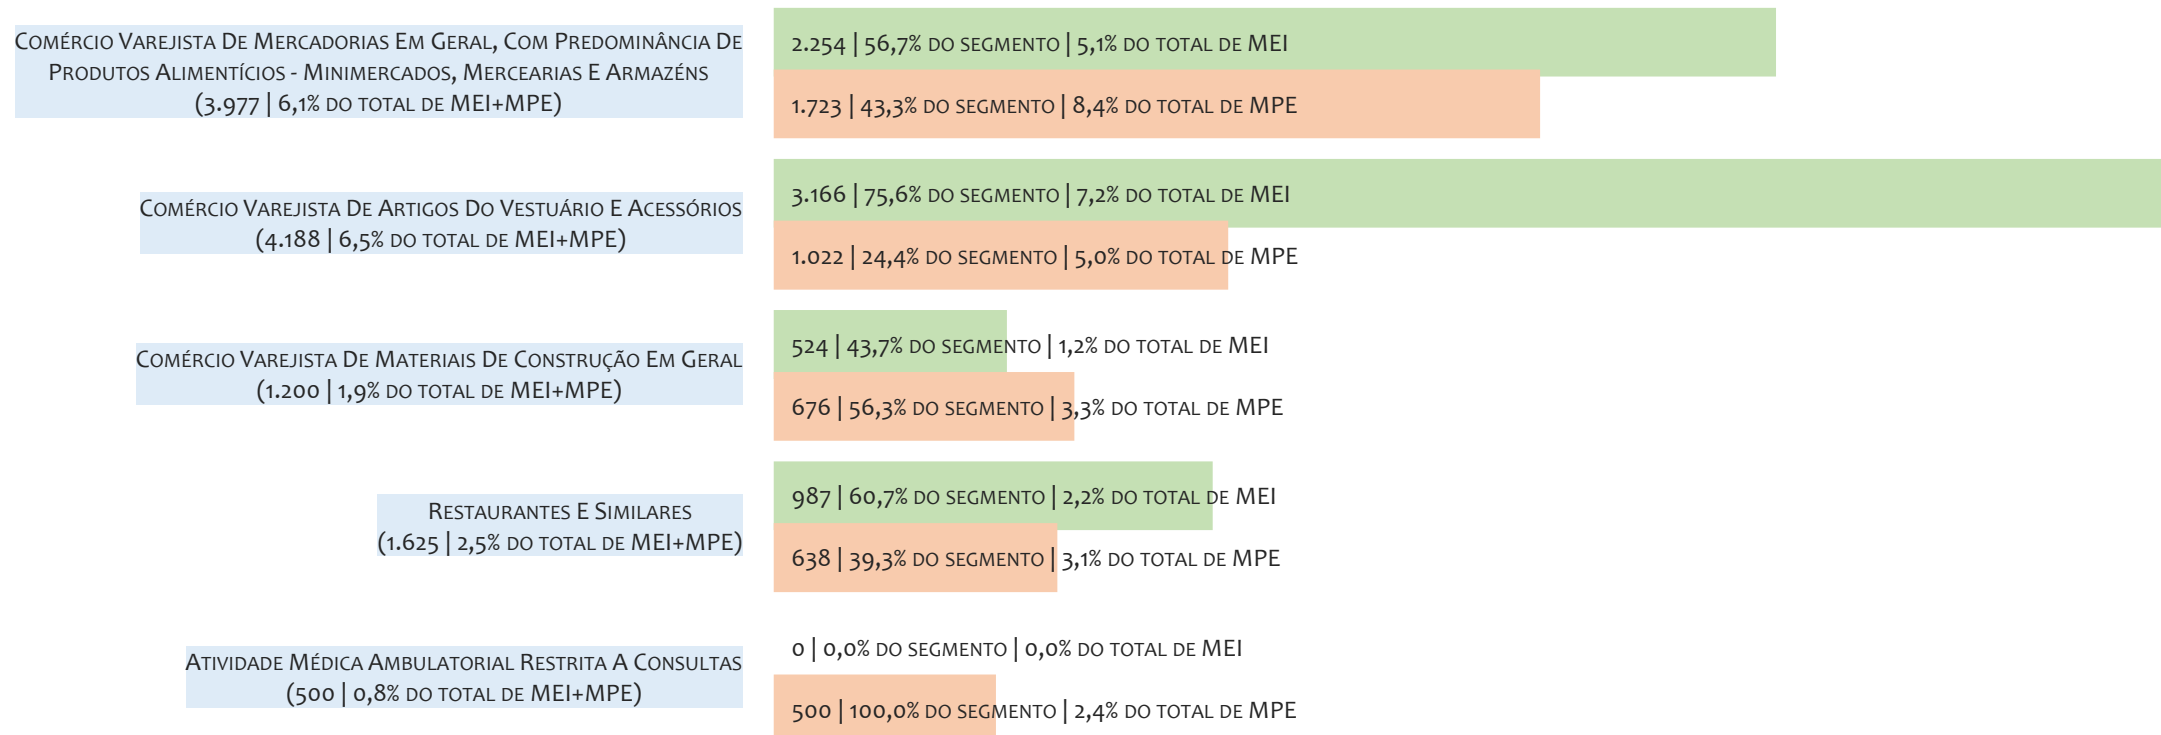 Comércio Varejista De Mercadorias Em Geral, Com Predominância De
Produtos Alimentícios - Minimercados, Mercearias E Armazéns
(3.977 | 6,1% do total de MEI+MPE)
2.254 | 56,7% do segmento | 5,1% do total de MEI
1.723 | 43,3% do segmento | 8,4% do total de MPE
Comércio Varejista De Artigos Do Vestuário E Acessórios
(4.188 | 6,5% do total de MEI+MPE)
3.166 | 75,6% do segmento | 7,2% do total de MEI
1.022 | 24,4% do segmento | 5,0% do total de MPE
Comércio Varejista De Materiais De Construção Em Geral
(1.200 | 1,9% do total de MEI+MPE)
524 | 43,7% do segmento | 1,2% do total de MEI
676 | 56,3% do segmento | 3,3% do total de MPE
Restaurantes E Similares
(1.625 | 2,5% do total de MEI+MPE)
987 | 60,7% do segmento | 2,2% do total de MEI
638 | 39,3% do segmento | 3,1% do total de MPE
Atividade Médica Ambulatorial Restrita A Consultas
(500 | 0,8% do total de MEI+MPE)
0 | 0,0% do segmento | 0,0% do total de MEI
500 | 100,0% do segmento | 2,4% do total de MPE